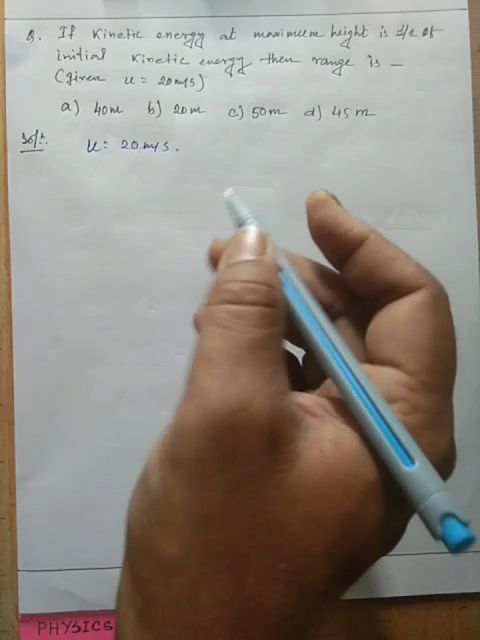 Q. If Kinetic energy at maximum height is 1/2 of
initial Kinetic energy then range is -
(given u = 20m/s)
a) 40m b) 20m c) 50m d) 45m
Sol:
u = 20m/s.
PHYSICS